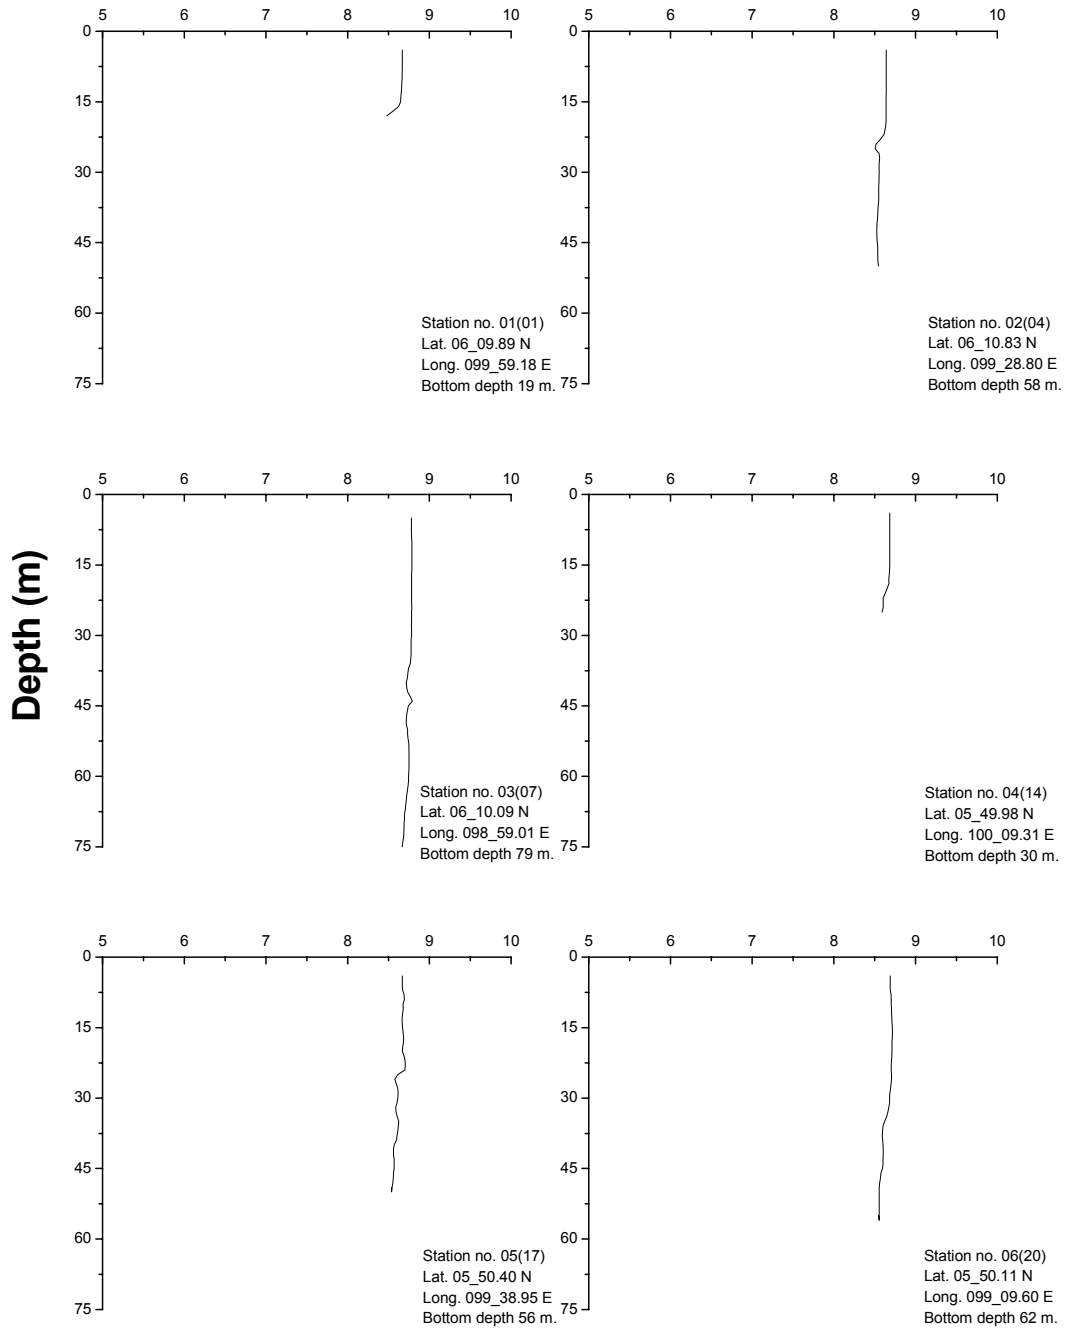 5 6 7 8 9 10
0
15
30
45
60
75
Station no. 01(01)
Lat. 06_09.89 N
Long. 099_59.18 E
Bottom depth 19 m.
5 6 7 8 9 10
0
15
30
45
60
75
Station no. 02(04)
Lat. 06_10.83 N
Long. 099_28.80 E
Bottom depth 58 m.
Depth (m)
5 6 7 8 9 10
0
15
30
45
60
75
Station no. 03(07)
Lat. 06_10.09 N
Long. 098_59.01 E
Bottom depth 79 m.
5 6 7 8 9 10
0
15
30
45
60
75
Station no. 04(14)
Lat. 05_49.98 N
Long. 100_09.31 E
Bottom depth 30 m.
5 6 7 8 9 10
0
15
30
45
60
75
Station no. 05(17)
Lat. 05_50.40 N
Long. 099_38.95 E
Bottom depth 56 m.
5 6 7 8 9 10
0
15
30
45
60
75
Station no. 06(20)
Lat. 05_50.11 N
Long. 099_09.60 E
Bottom depth 62 m.